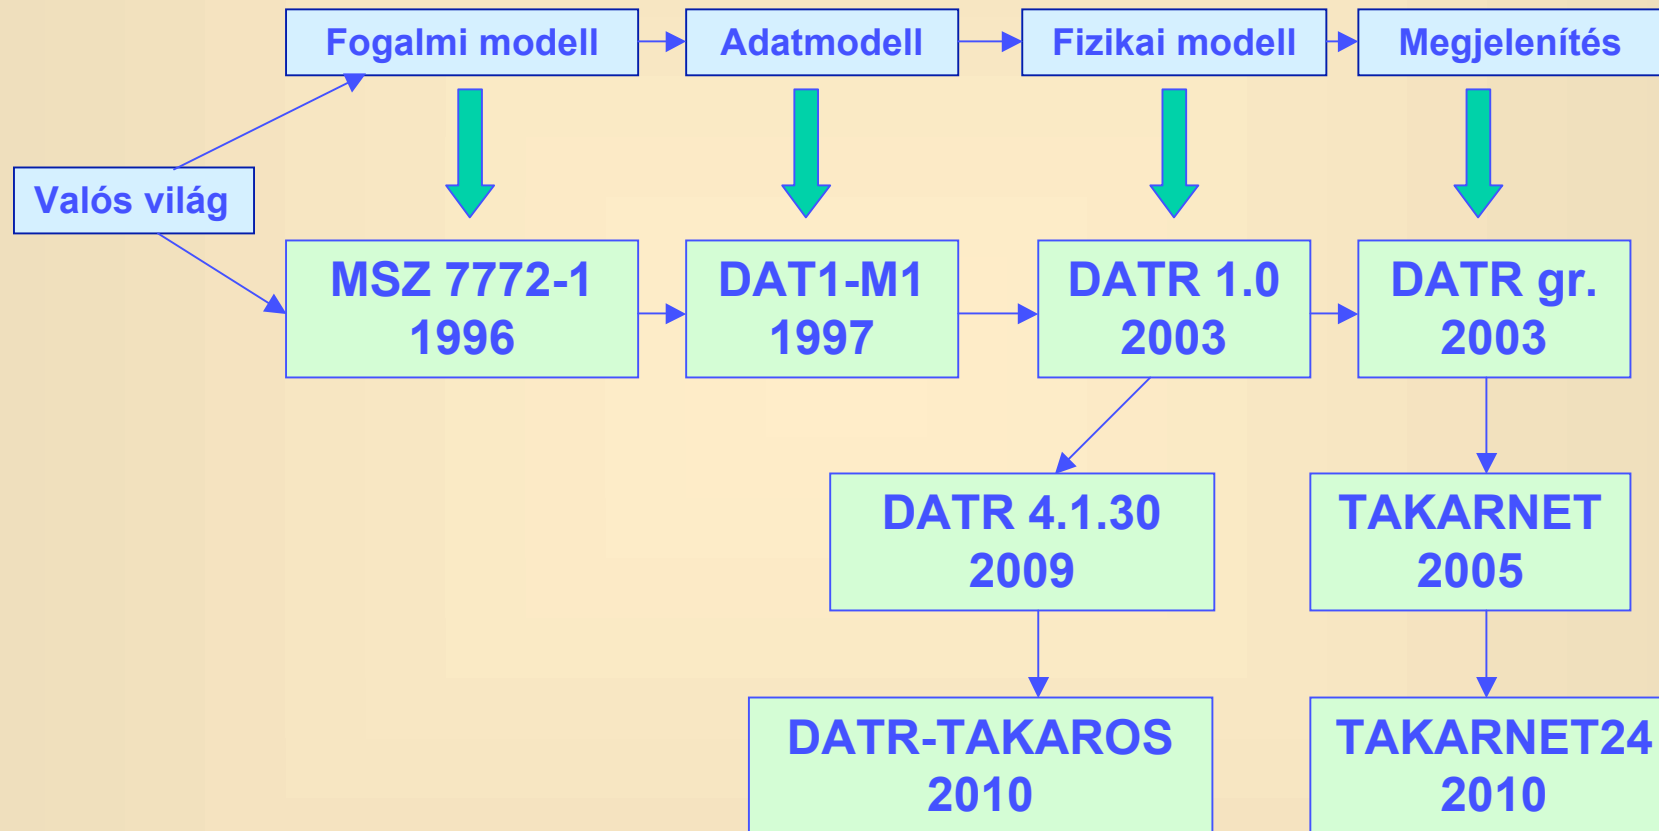 Fogalmi modell
Adatmodell
Fizikai modell
Megjelenítés
Valós világ
MSZ 7772-1
1996
DAT1-M1
1997
DATR 1.0
2003
DATR gr.
2003
DATR 4.1.30
2009
TAKARNET
2005
DATR-TAKAROS
2010
TAKARNET24
2010